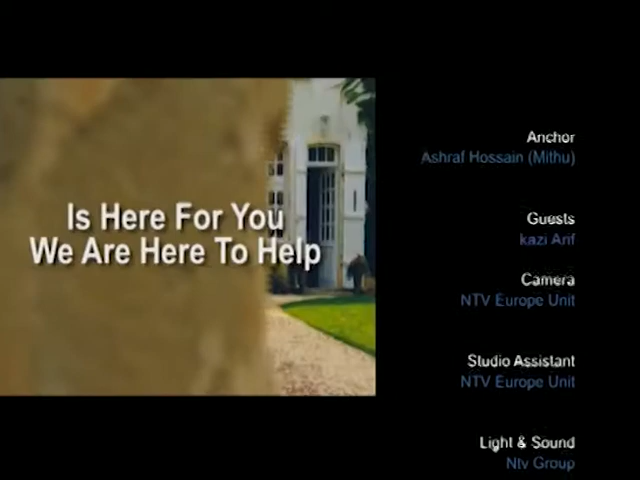 Is Here For You
We Are Here To Help
Anchor
Ashraf Hossain (Mithu)
Guests
kazi Arif
Camera
NTV Europe Unit
Studio Assistant
NTV Europe Unit
Light & Sound
Ntv Group